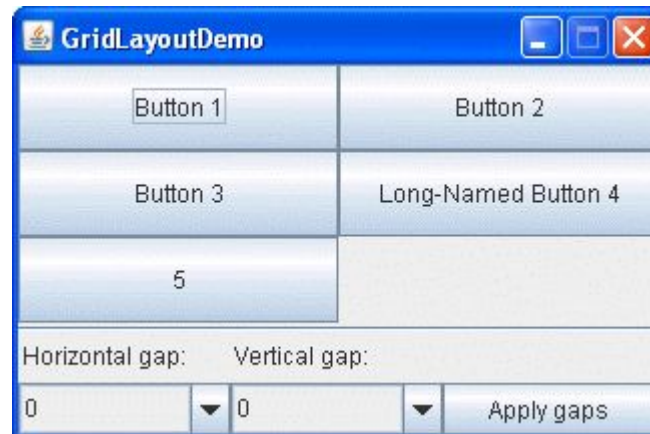 GridLayoutDemo
Button 1 Button 2
Button 3 Long-Named Button 4
5
Horizontal gap: Vertical gap:
0 0 Apply gaps